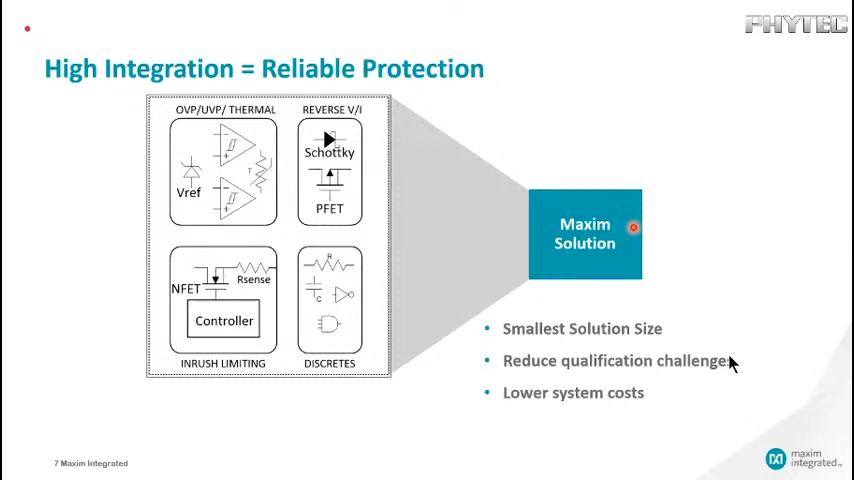 PHYTEC
High Integration = Reliable Protection
OVP/UVP/ THERMAL
REVERSE V/I
Vref
T
Schottky
PFET
NFET
Rsense
Controller
R
C
INRUSH LIMITING
DISCRETES
Maxim
Solution
• Smallest Solution Size
• Reduce qualification challenges
• Lower system costs
7 Maxim Integrated
maxim
integrated™